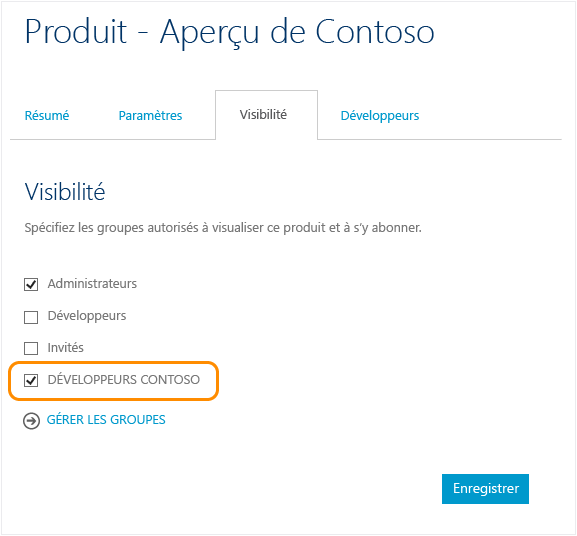 Produit - Aperçu de Contoso
Résumé Paramètres Visibilité Développeurs
Visibilité
Spécifiez les groupes autorisés à visualiser ce produit et à s'y abonner.
Administrateurs
Développeurs
Invités
DÉVELOPPEURS CONTOSO
GÉRER LES GROUPES
Enregistrer